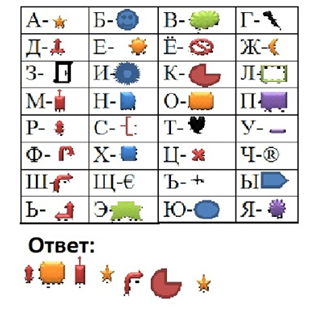 А- Б- В- Г-
Д- Е- Ё- Ж-
З- И- К- Л-
М- Н- О- П-
Р- С- Т- У-
Ф- Х- Ц- Ч-®
Ш- Щ-€ Ъ- Ы
Ь- Э- Ю- Я-
Ответ: